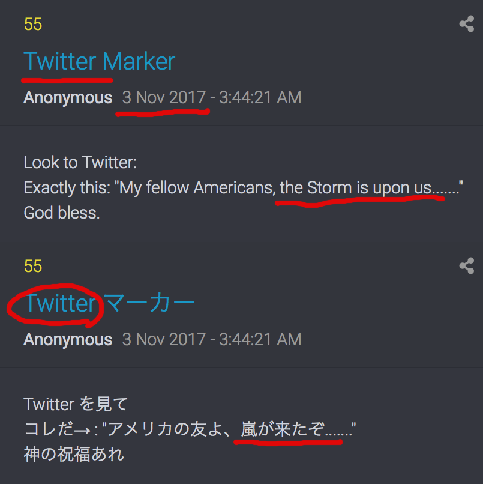 55
Twitter Marker
Anonymous 3 Nov 2017 - 3:44:21 AM
Look to Twitter:
Exactly this: "My fellow Americans, the Storm is upon us......."
God bless.
55
Twitter マーカー
Anonymous 3 Nov 2017 - 3:44:21 AM
Twitter を見て
コレだ→ : "アメリカの友よ、嵐が来たぞ......."
神の祝福あれ